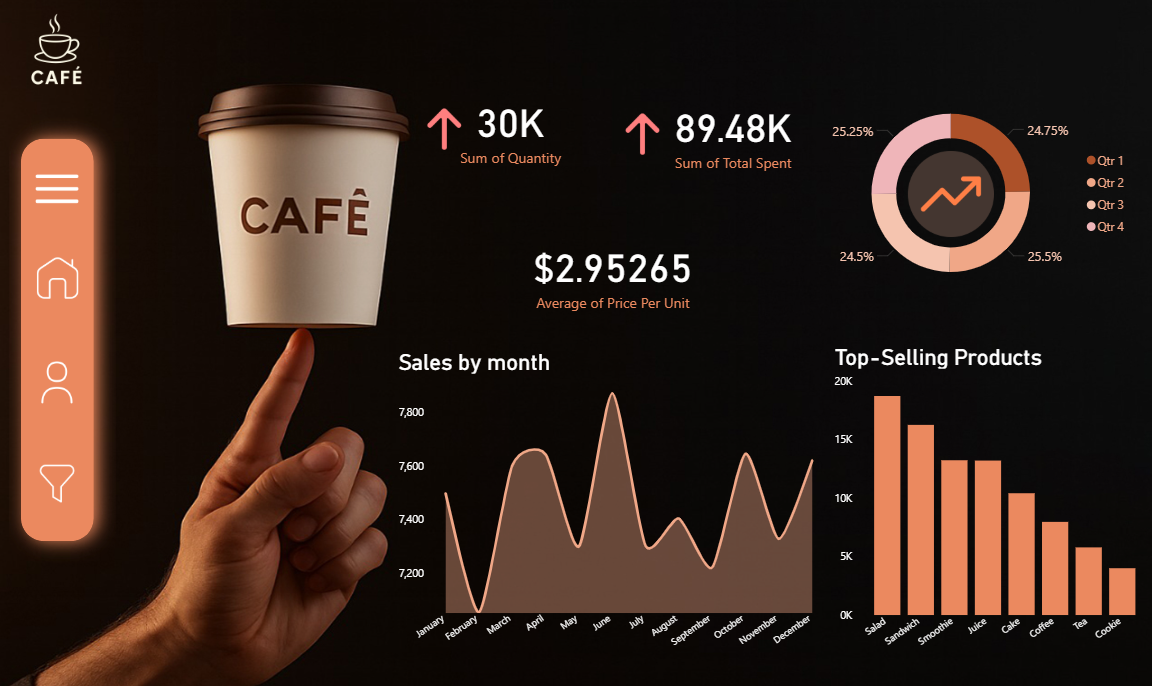 CAFÉ
CAFÊ
30K
Sum of Quantity
89.48K
Sum of Total Spent
$2.95265
Average of Price Per Unit
25.25%
24.75%
24.5%
25.5%
Qtr 1
Qtr 2
Qtr 3
Qtr 4
Sales by month
7,800
7,600
7,400
7,200
January
February
March
April
May
June
July
August
September
October
November
December
Top-Selling Products
20K
15K
10K
5K
0K
Salad
Sandwich
Smoothie
Juice
Cake
Coffee
Tea
Cookie